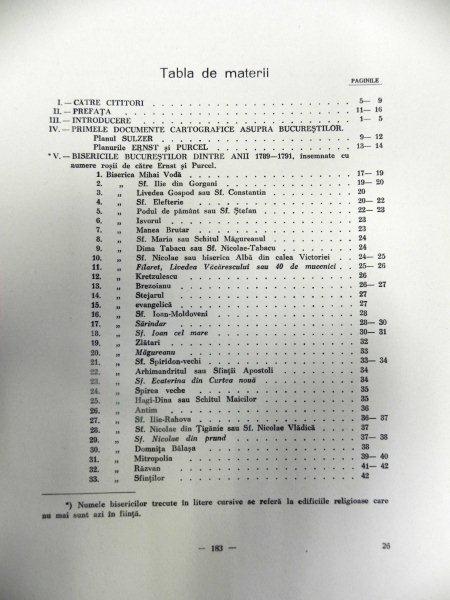 Tabla de materii
PAGINILE
I. — CATRE CITITORI . . . . . . . . 5— 9
II. — PREFAȚA . . . . . . . . 11— 16
III. — INTRODUCERE . . . . . . . . 1— 5
IV. — PRIMELE DOCUMENTE CARTOGRAFICE ASUPRA BUCUREȘTILOR.
Planul SULZER . . . . . . . . 9— 12
Planurile ERNST și PURCEL . . . . . . . . 13— 14
*V. — BISERICILE BUCUREȘTILOR DINTRE ANII 1789—1791, însemnate cu
numere roșii de către Ernst și Purcel.
1. Biserica Mihai Vodă . . . . . . . . 17— 19
2. „ Sf. Ilie din Gorgani . . . . . . . . 19— 20
3. „ Livedea Gospod sau Sf. Constantin . . . . . . . . 20
4. „ Sf. Elefterie . . . . . . . . 20— 22
5. „ Podul de pământ sau Sf. Ștefan . . . . . . . . 22— 23
6. „ Isvorul . . . . . . . . 23
7. „ Manea Brutar . . . . . . . . 23
8. „ Sf. Maria sau Schitul Măgureanul . . . . . . . . 24
9. „ Dima Tabacu sau Sf. Nicolae-Tabacu . . . . . . . . 24
10. „ Sf. Nicolae sau biserica Albă din calea Victoriei . . . . 24— 25
11. „ Filaret, Livedea Văcărescului sau 40 de mucenici . . . . 25— 26
12. „ Kretzulescu . . . . . . . . 26
13. „ Brezoianu . . . . . . . . 26— 27
14. „ Stejarul . . . . . . . . 27
15. „ evangelică . . . . . . . . 27
16. „ Sf. Ioan-Moldoveni . . . . . . . . 28
17. „ Sărindar . . . . . . . . 28— 30
18. „ Sf. Ioan cel mare . . . . . . . . 30— 31
19. „ Zlătari . . . . . . . . 32
20. „ Măgureanu . . . . . . . . 33
21. „ Sf. Spiridon-vechi . . . . . . . . 33— 34
22. „ Arhimandritul sau Sfinții Apostoli . . . . . . . . 34
23. „ Sf. Ecaterina din Curtea nouă . . . . . . . . 34
24. „ Spirea veche . . . . . . . . 35
25. „ Hagi-Dina sau Schitul Maicilor . . . . . . . . 35
26. „ Antim . . . . . . . . 36
27. „ Sf. Ilie-Rahova . . . . . . . . 36— 37
28. „ Sf. Nicolae din Țigănie sau Sf. Nicolae Vlădică . . . . 37
29. „ Sf. Nicolae din prund . . . . . . . . 37— 38
30. „ Domnița Bălașa . . . . . . . . 38
31. „ Mitropolia . . . . . . . . 39— 40
32. „ Răzvan . . . . . . . . 41— 42
33. „ Sfinților . . . . . . . . 42
*) Numele bisericilor trecute în litere cursive se referă la edificiile religioase care
nu mai sunt azi în ființă.
— 183 —
26